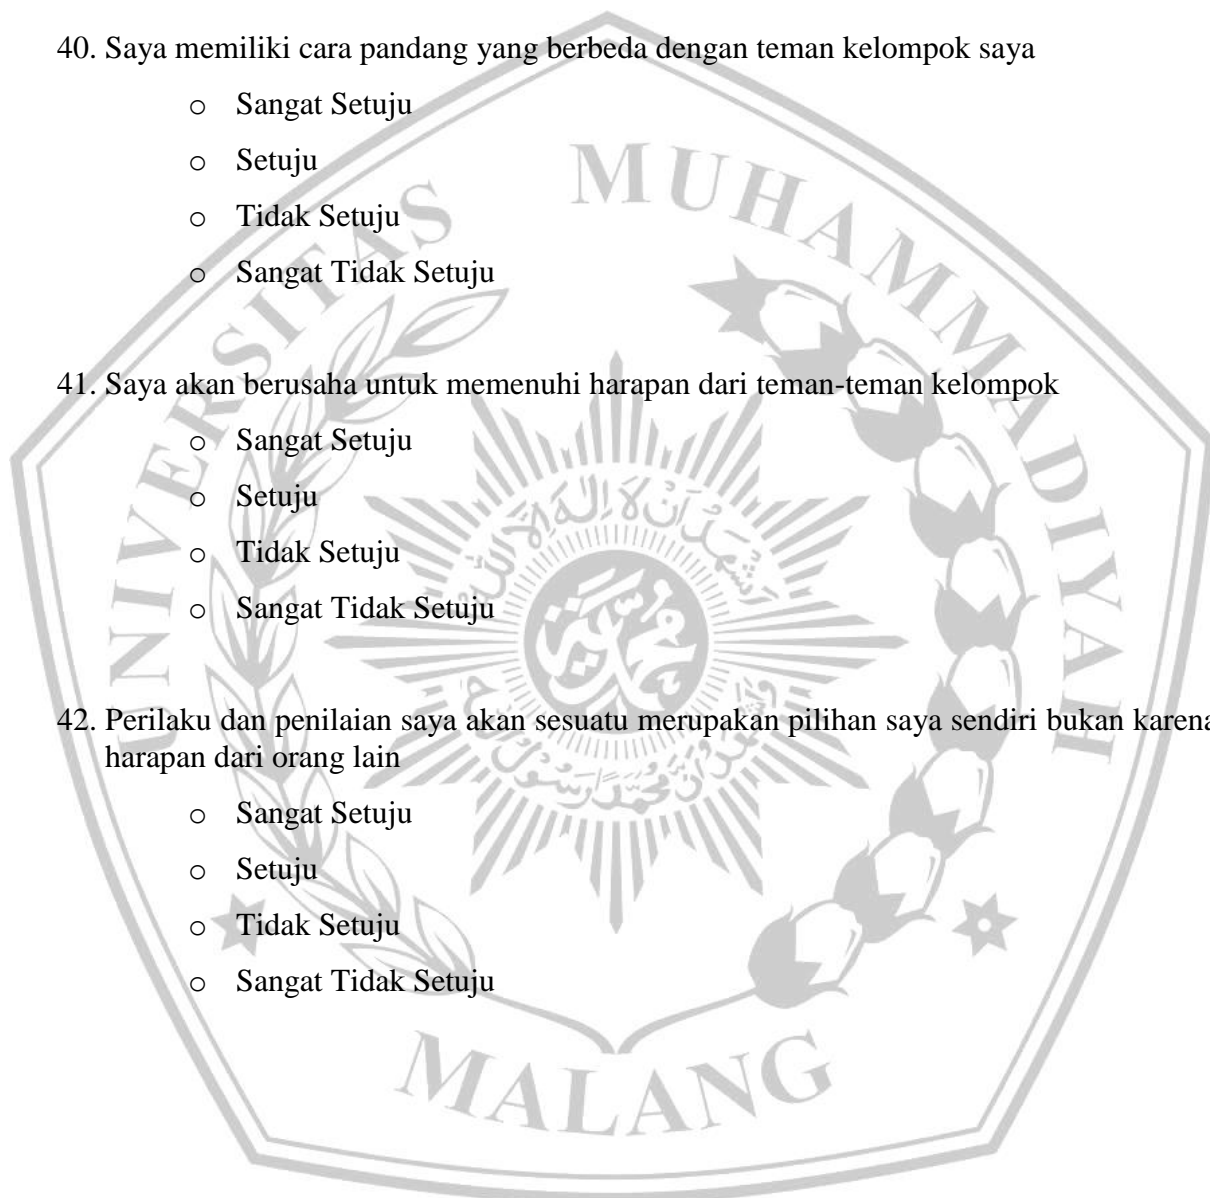 40. Saya memiliki cara pandang yang berbeda dengan teman kelompok saya
o Sangat Setuju
o Setuju
o Tidak Setuju
o Sangat Tidak Setuju
41. Saya akan berusaha untuk memenuhi harapan dari teman-teman kelompok
o Sangat Setuju
o Setuju
o Tidak Setuju
o Sangat Tidak Setuju
42. Perilaku dan penilaian saya akan sesuatu merupakan pilihan saya sendiri bukan karena
harapan dari orang lain
o Sangat Setuju
o Setuju
o Tidak Setuju
o Sangat Tidak Setuju
UNIVERSITAS MUHAMMADIYAH
MALANG